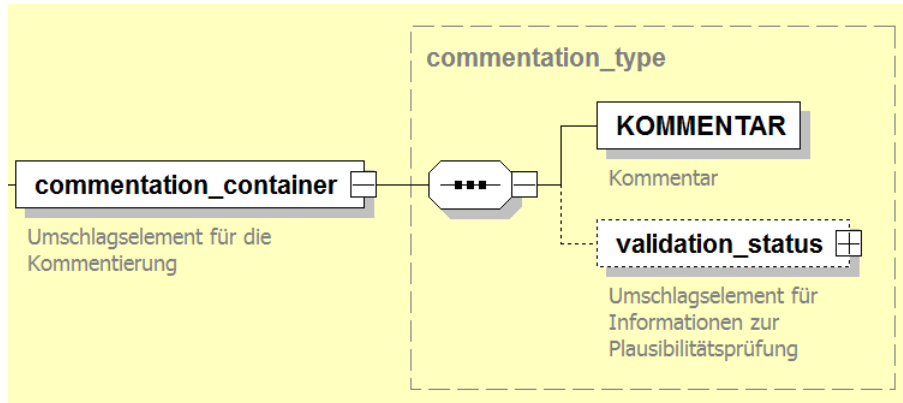 commentation_type
KOMMENTAR
Kommentar
commentation_container
Umschlagselement für die
Kommentierung
validation_status
Umschlagselement für
Informationen zur
Plausibilitätsprüfung